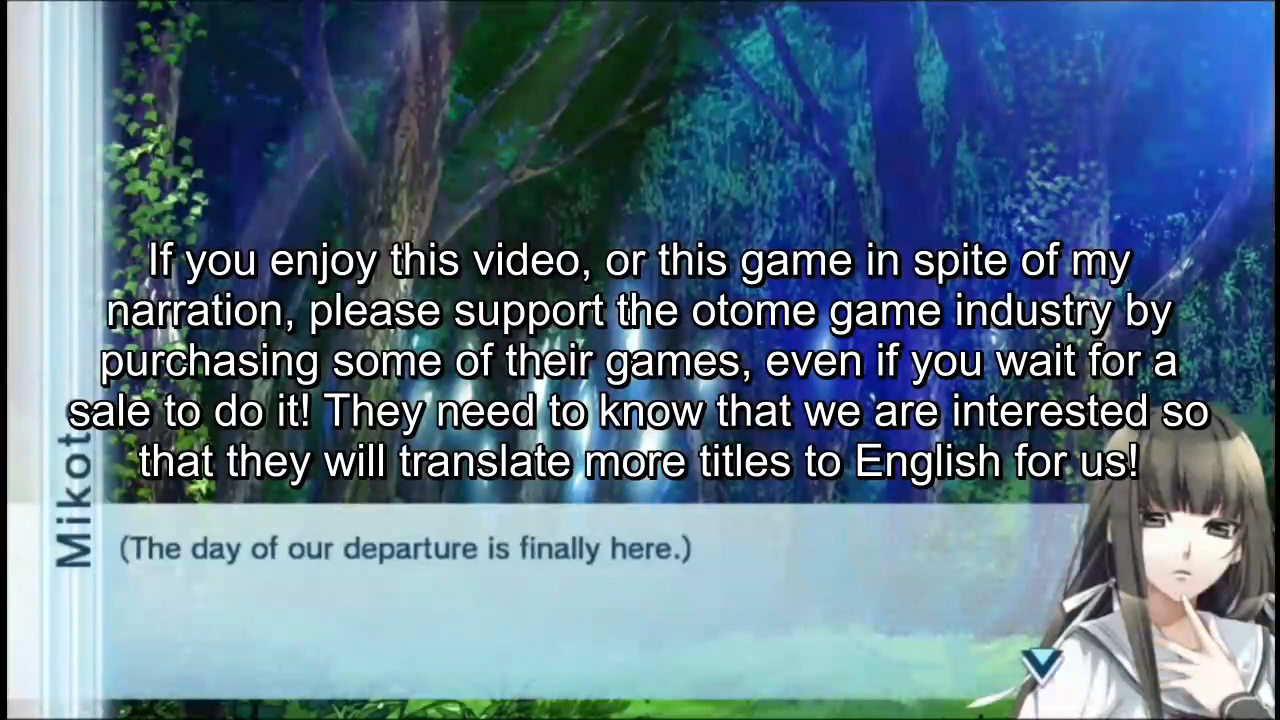 If you enjoy this video, or this game in spite of my
narration, please support the otome game industry by
purchasing some of their games, even if you wait for a
sale to do it! They need to know that we are interested so
that they will translate more titles to English for us!
Mikot
(The day of our departure is finally here.)